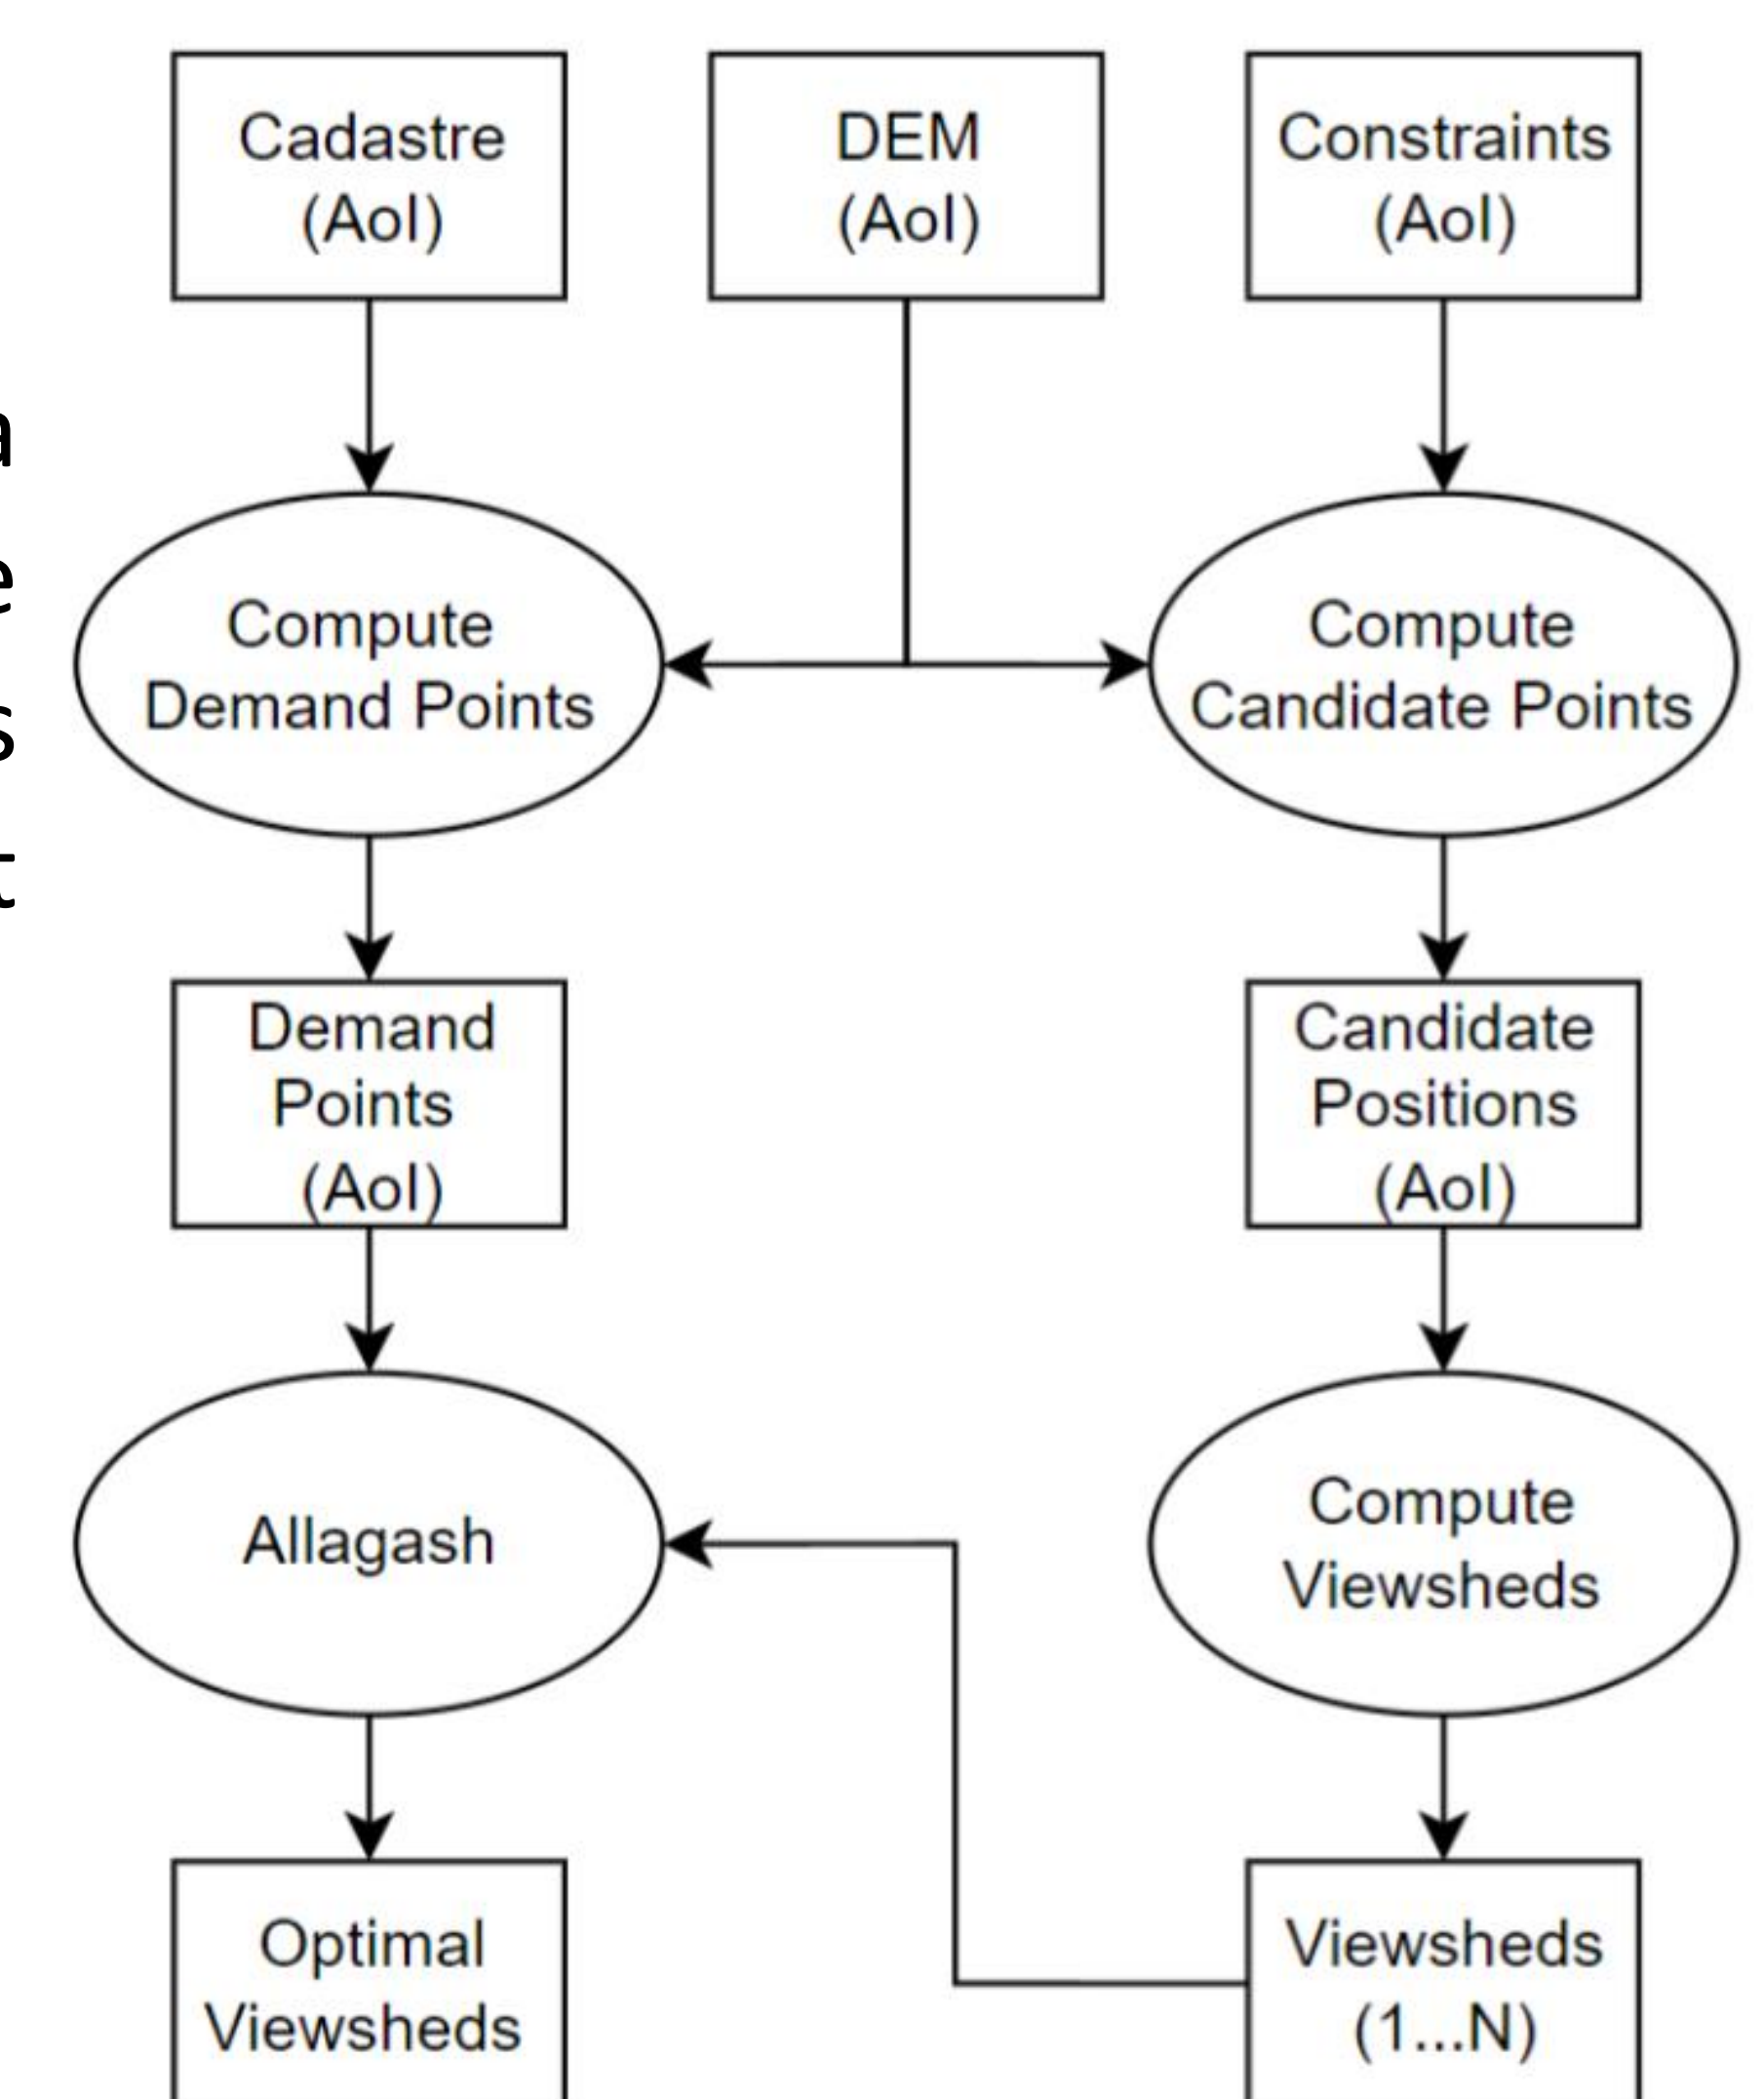 Cadastre
(AoI)
DEM
(AoI)
Constraints
(AoI)
a
e
s
t
Compute
Demand Points
Compute
Candidate Points
Demand
Points
(AoI)
Candidate
Positions
(AoI)
Allagash
Compute
Viewsheds
Optimal
Viewsheds
Viewsheds
(1...N)